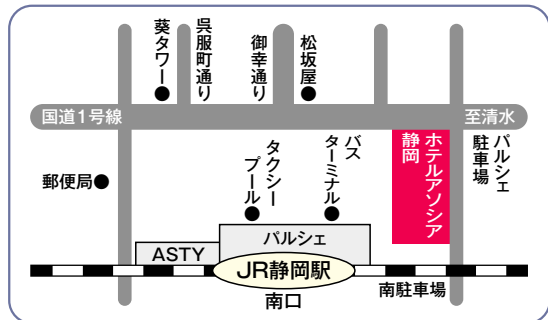 葵タワー
呉服町通り
御幸通り
松坂屋
国道1号線
至清水
郵便局
タクシー
プール
バス
ターミナル
ホテルアソシア
静岡
パルシェ
駐車場
パルシェ
ASTY
JR静岡駅
南口
南駐車場